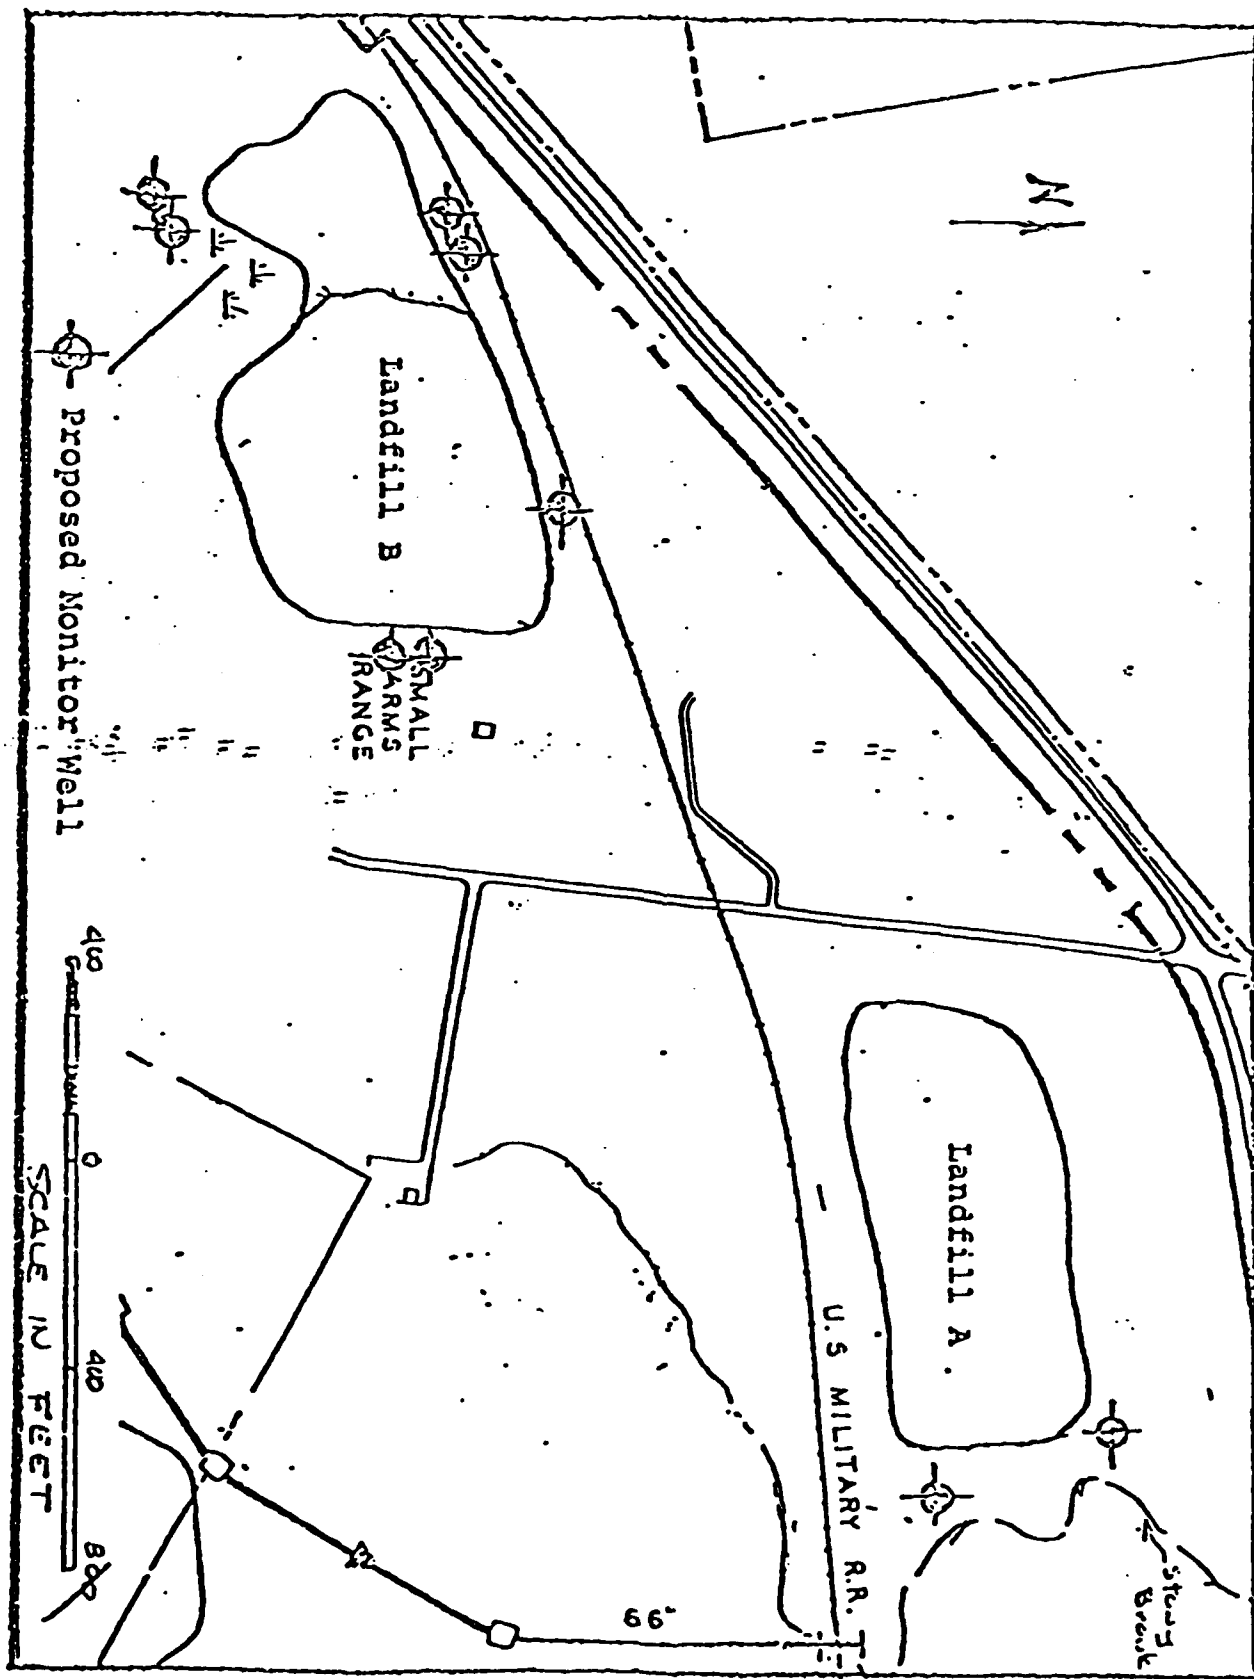 N
Landfill A
Stony
Brook
U.S MILITARY R.R.
Landfill B
SMALL
ARMS
RANGE
66"
Proposed Monitor Well
400 0 400 800
SCALE IN FEET